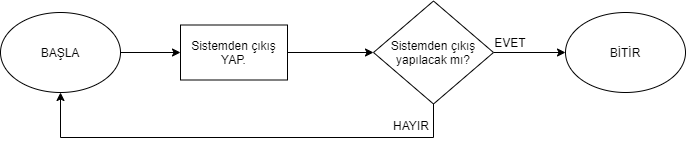 BAŞLA
Sistemden çıkış
YAP.
Sistemden çıkış
yapılacak mı?
EVET
BİTİR
HAYIR